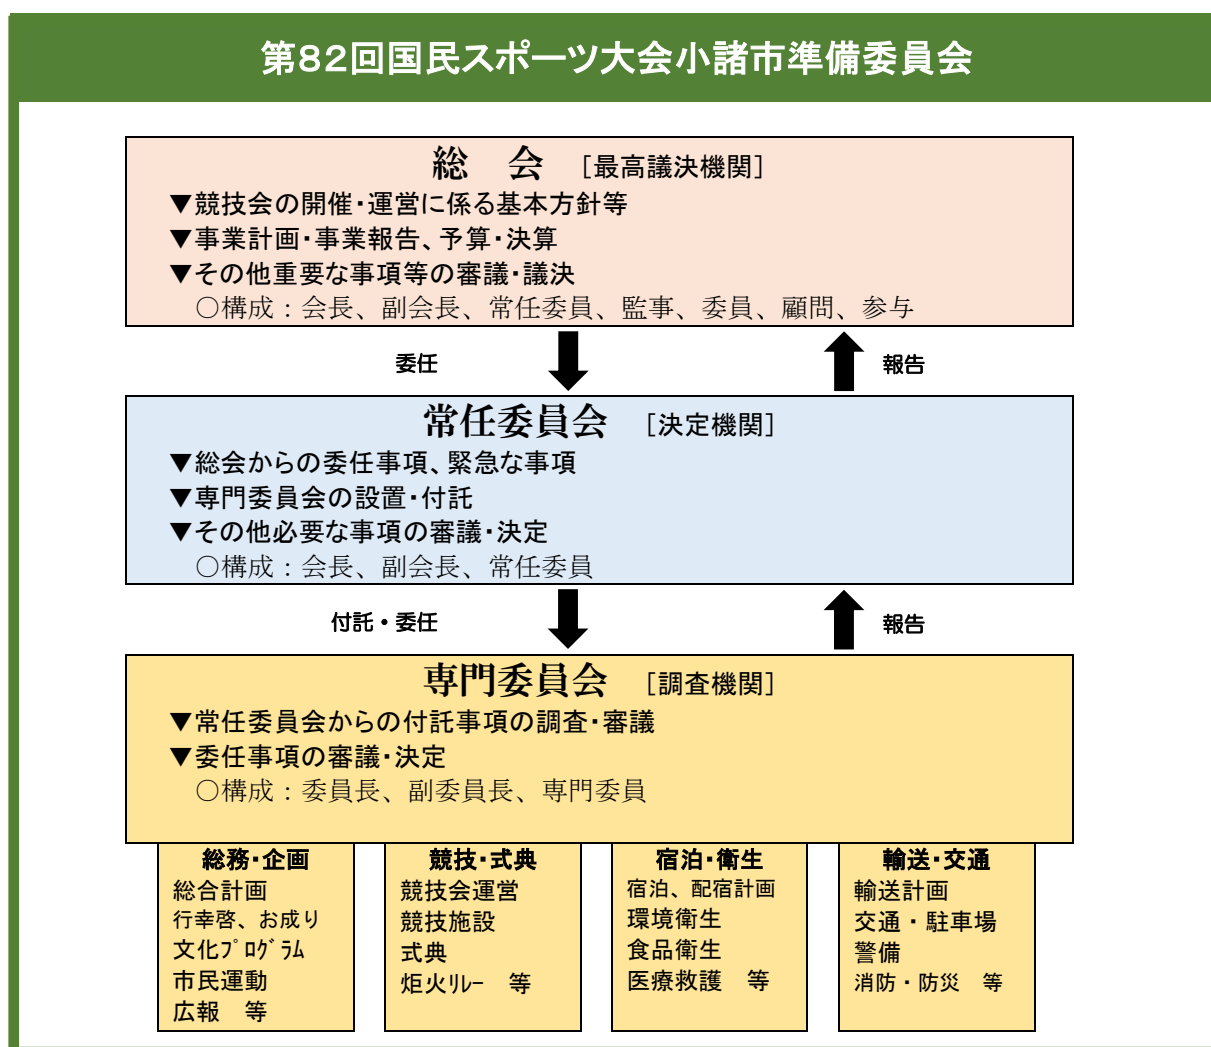 第82回国民スポーツ大会小諸市準備委員会
総　会　［最高議決機関］
▼競技会の開催・運営に係る基本方針等
▼事業計画・事業報告、予算・決算
▼その他重要な事項等の審議・議決
〇構成：会長、副会長、常任委員、監事、委員、顧問、参与
委任
報告
常任委員会　［決定機関］
▼総会からの委任事項、緊急な事項
▼専門委員会の設置・付託
▼その他必要な事項の審議・決定
〇構成：会長、副会長、常任委員
付託・委任
報告
専門委員会　［調査機関］
▼常任委員会からの付託事項の調査・審議
▼委任事項の審議・決定
〇構成：委員長、副委員長、専門委員
総務・企画
総合計画
行幸啓、お成り
文化ﾌﾟﾛｸﾞﾗﾑ
市民運動
広報　等
競技・式典
競技会運営
競技施設
式典
炬火ﾘﾚｰ　等
宿泊・衛生
宿泊、配宿計画
環境衛生
食品衛生
医療救護　等
輸送・交通
輸送計画
交通・駐車場
警備
消防・防災　等